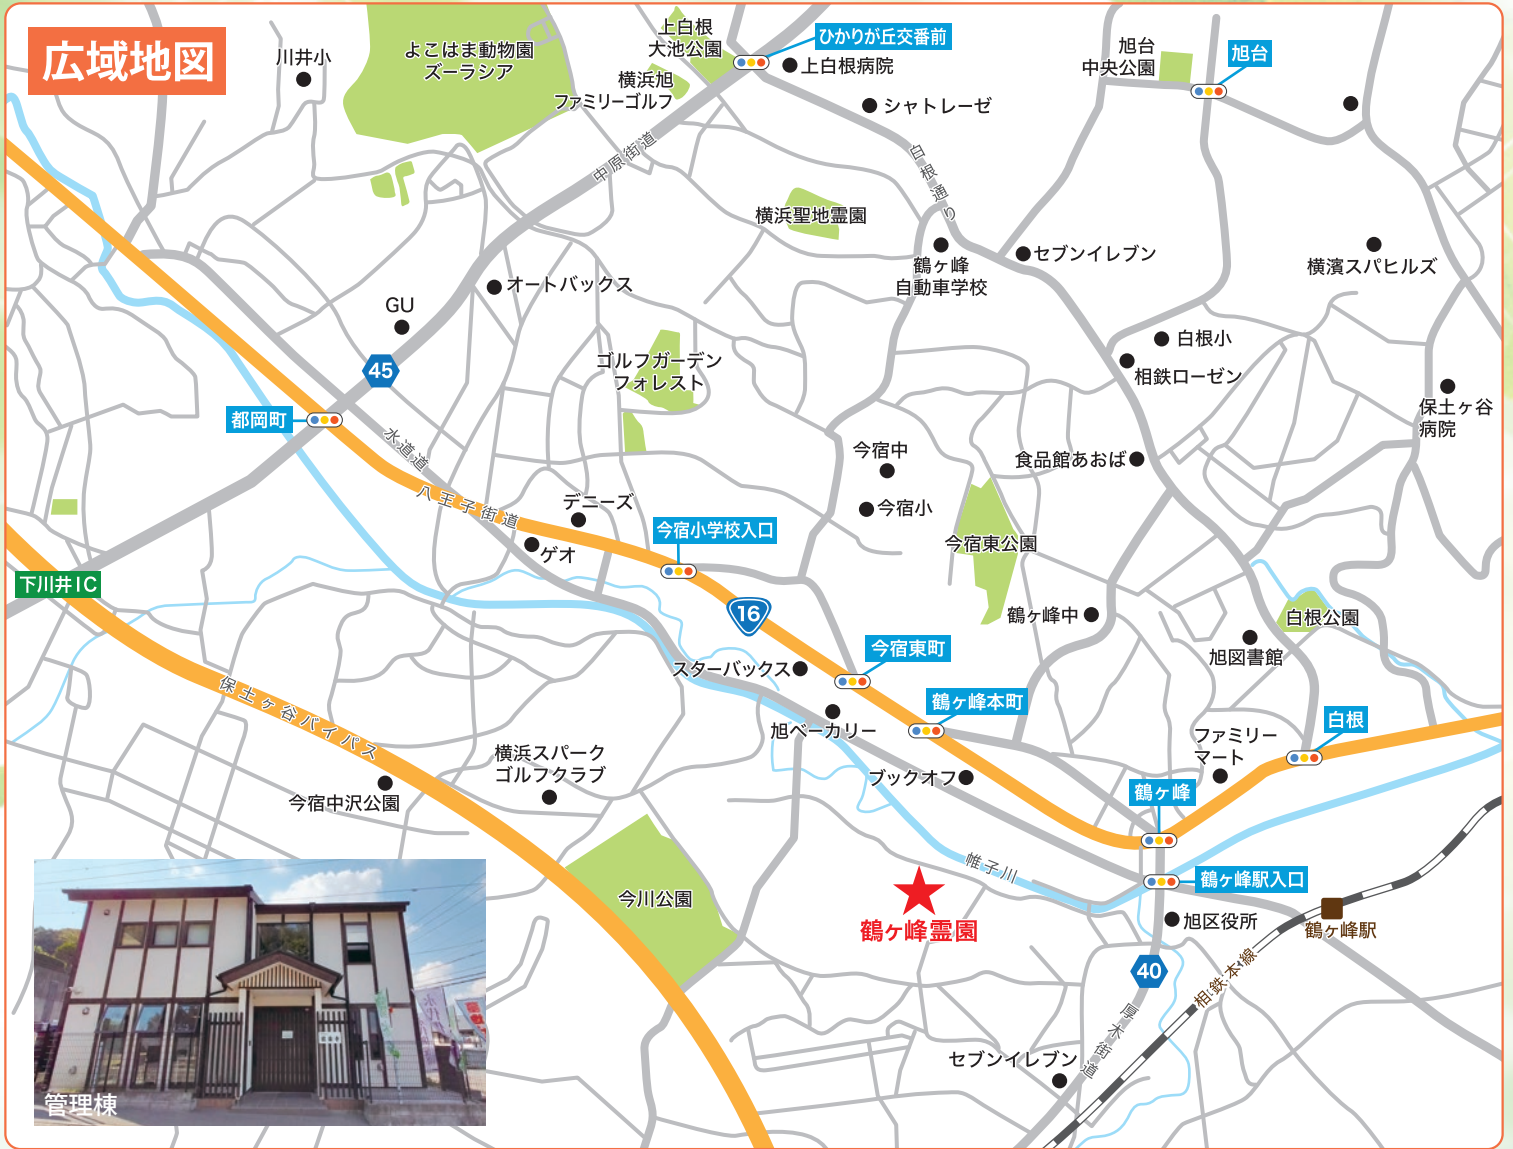 広域地図
川井小
よこはま動物園
ズーラシア
上白根
大池公園
ひかりが丘交番前
上白根病院
横浜旭
ファミリーゴルフ
シャトレーゼ
旭台
中央公園
旭台
中原街道
白根通り
横浜聖地霊園
鶴ヶ峰
自動車学校
セブンイレブン
横濱スパヒルズ
オートバックス
GU
45
ゴルフガーデン
フォレスト
白根小
相鉄ローゼン
保土ヶ谷
病院
都岡町
水道道
今宿中
食品館あおば
八王子街道
デニーズ
今宿小
今宿小学校入口
ゲオ
今宿東公園
下川井IC
16
鶴ヶ峰中
白根公園
旭図書館
スターバックス
今宿東町
保土ヶ谷バイパス
鶴ヶ峰本町
旭ベーカリー
白根
ファミリー
マート
横浜スパーク
ゴルフクラブ
ブックオフ
今宿中沢公園
鶴ヶ峰
帷子川
鶴ヶ峰駅入口
今川公園
鶴ヶ峰霊園
旭区役所
鶴ヶ峰駅
40
相鉄本線
厚木街道
セブンイレブン
管理棟